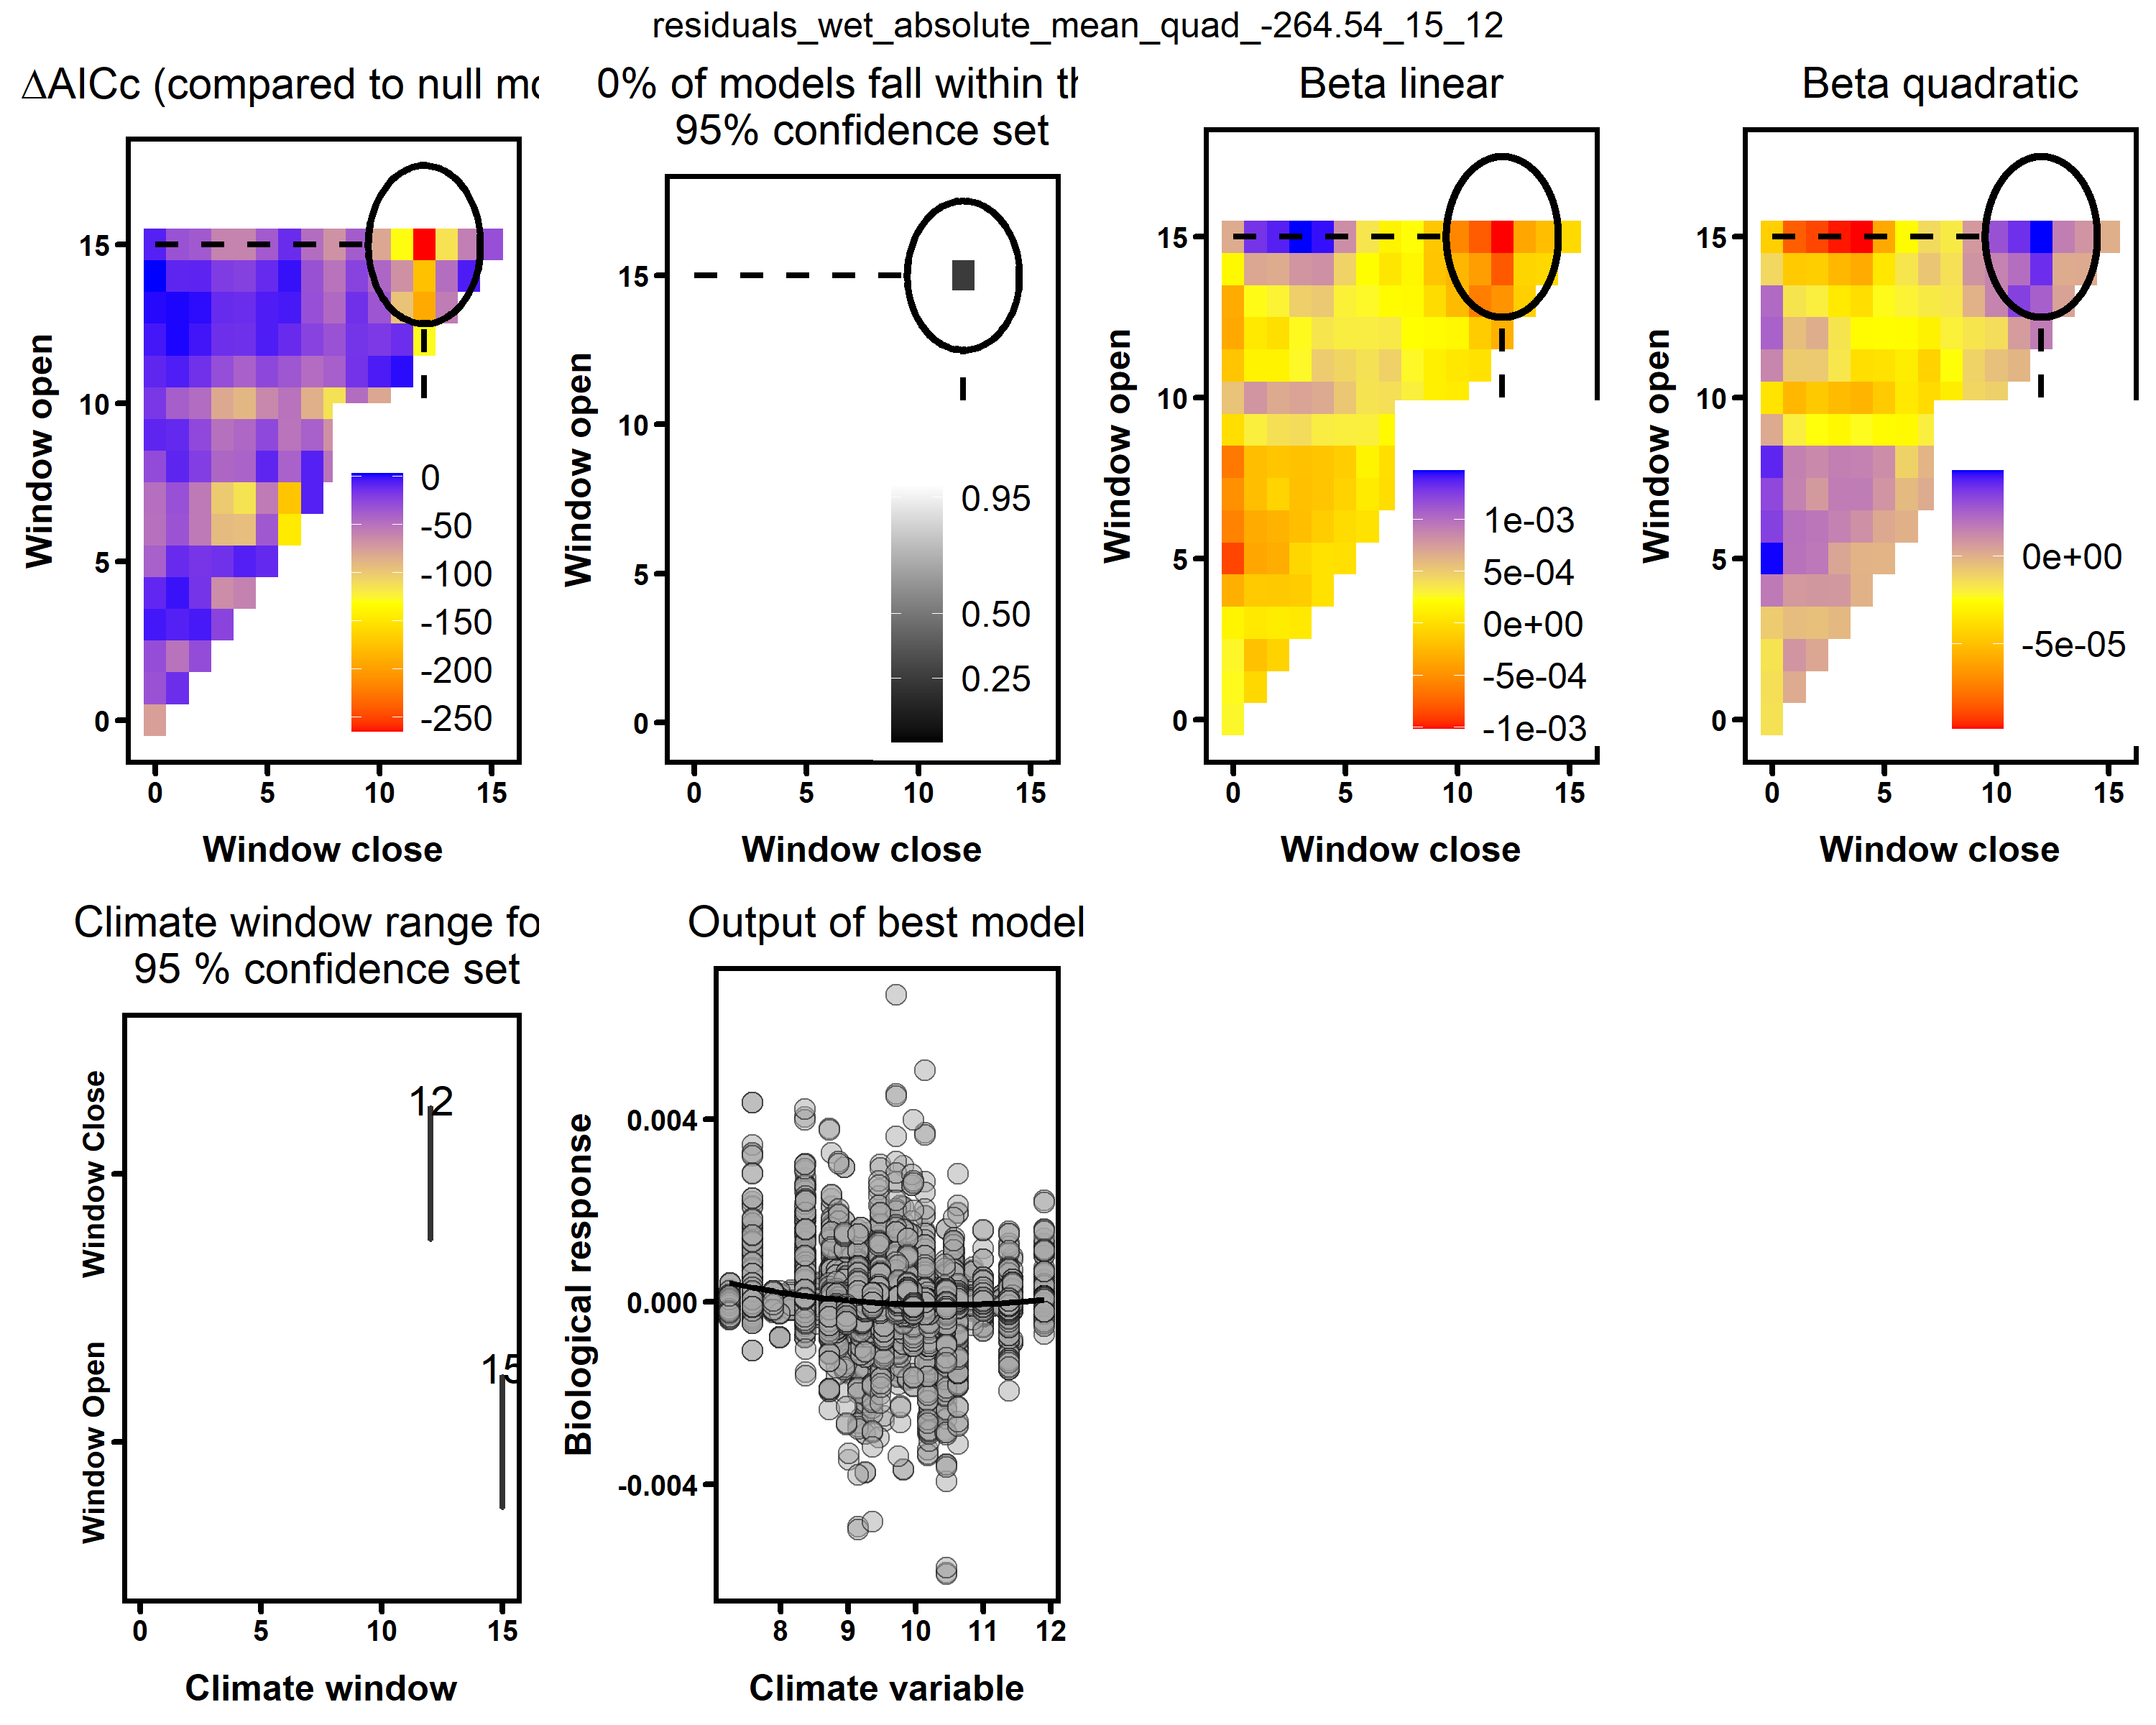 residuals_wet_absolute_mean_quad_-264.54_15_12
ΔAICc (compared to null mo
15
10
5
0
0
-50
-100
-150
-200
-250
0 5 10 15
Window open
Window close
0% of models fall within th
95% confidence set
15
10
5
0
0.95
0.50
0.25
0 5 10 15
Window open
Window close
Beta linear
15
10
5
0
1e-03
5e-04
0e+00
-5e-04
-1e-03
0 5 10 15
Window open
Window close
Beta quadratic
15
10
5
0
0e+00
-5e-05
0 5 10 15
Window open
Window close
Climate window range fo
95 % confidence set
12
15
Window Close
Window Open
0 5 10 15
Climate window
Output of best model
0.004
0.000
-0.004
Biological response
8 9 10 11 12
Climate variable